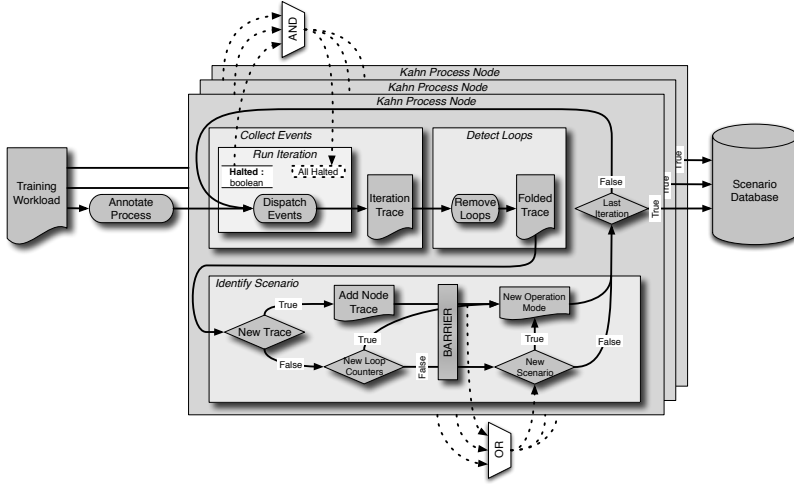 AND
Kahn Process Node
Kahn Process Node
Kahn Process Node
Collect Events
Detect Loops
Run Iteration
Halted :
boolean
All Halted
Training
Workload
Annotate
Process
Dispatch
Events
Iteration
Trace
Remove
Loops
Folded
Trace
False
Last
Iteration
True
True
True
Scenario
Database
Identify Scenario
True
Add Node
Trace
BARRIER
New Operation
Mode
New Trace
True
True
False
False
New Loop
Counters
False
New
Scenario
OR